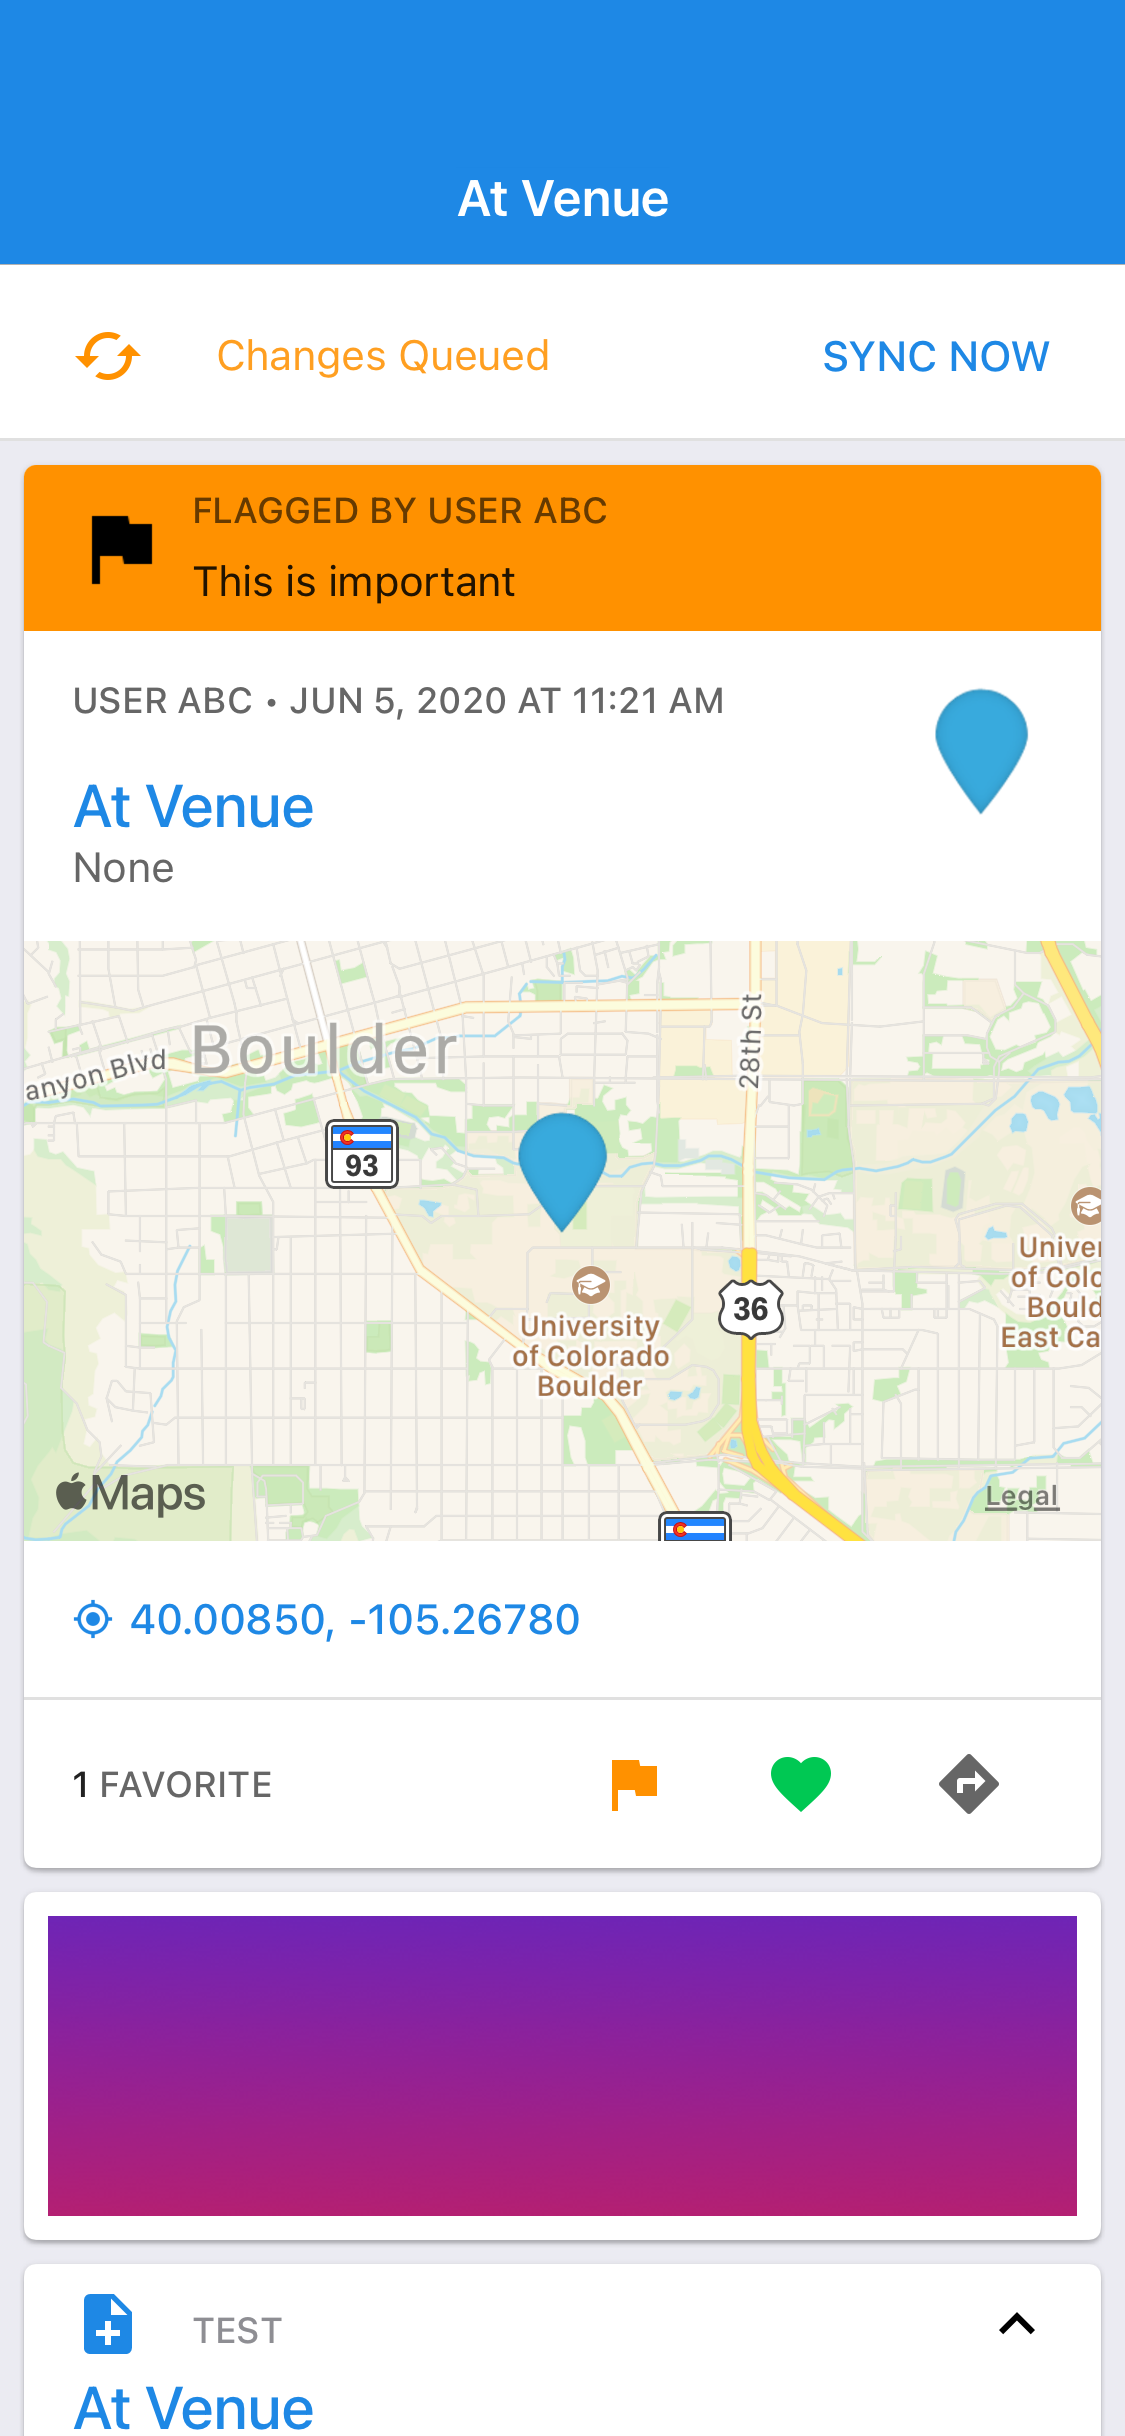 At Venue
Changes Queued
SYNC NOW
FLAGGED BY USER ABC
This is important
USER ABC • JUN 5, 2020 AT 11:21 AM
At Venue
None
28th St
Boulder
anyon Blvd
93
University
of Colorado
Boulder
36
Univer
of Colo
Bould
East Ca
Maps
Legal
40.00850, -105.26780
1 FAVORITE
TEST
At Venue